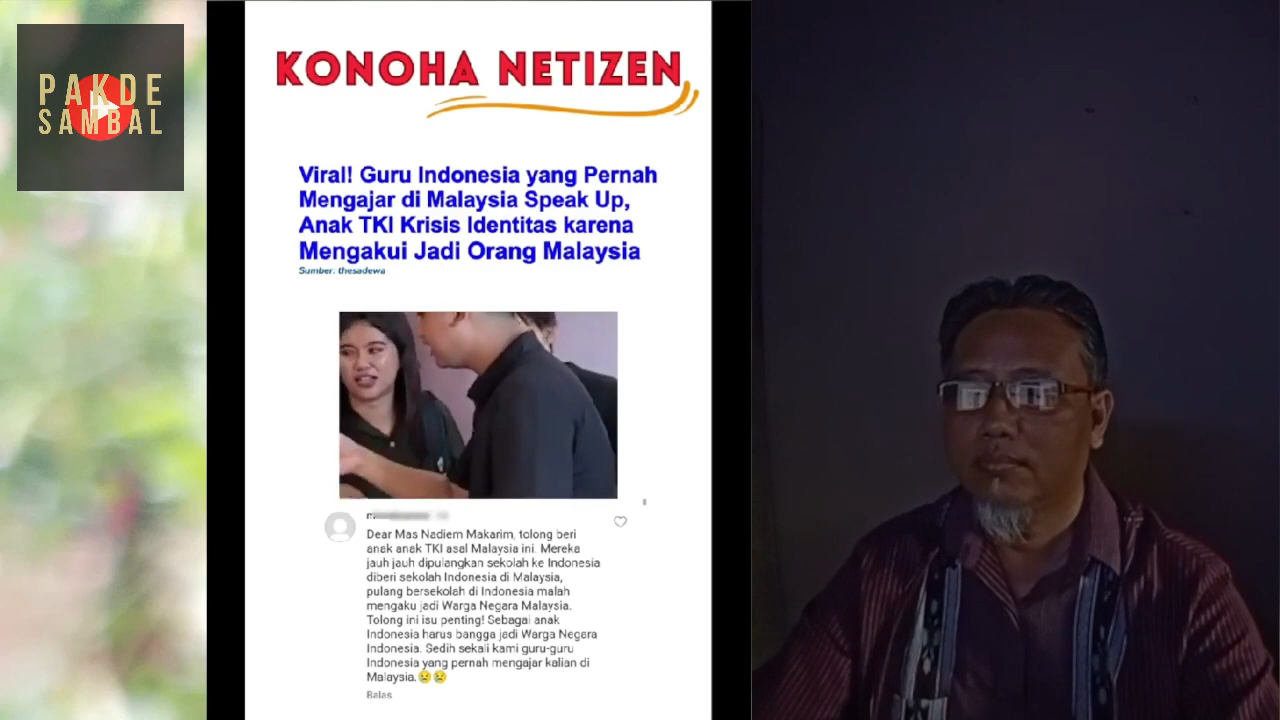 PAKDE
SAMBAL
KONOHA NETIZEN
Viral! Guru Indonesia yang Pernah
Mengajar di Malaysia Speak Up,
Anak TKI Krisis Identitas karena
Mengakui Jadi Orang Malaysia
Sumber: thesadewa
Dear Mas Nadiem Makarim, tolong beri
anak anak TKI asal Malaysia ini. Mereka
jauh jauh dipulangkan sekolah ke Indonesia
diberi sekolah Indonesia di Malaysia,
pulang bersekolah di Indonesia malah
mengaku jadi Warga Negara Malaysia.
Tolong ini isu penting! Sebagai anak
Indonesia harus bangga jadi Warga Negara
Indonesia. Sedih sekali kami guru-guru
Indonesia yang pernah mengajar kalian di
Malaysia.😢😢
Balas